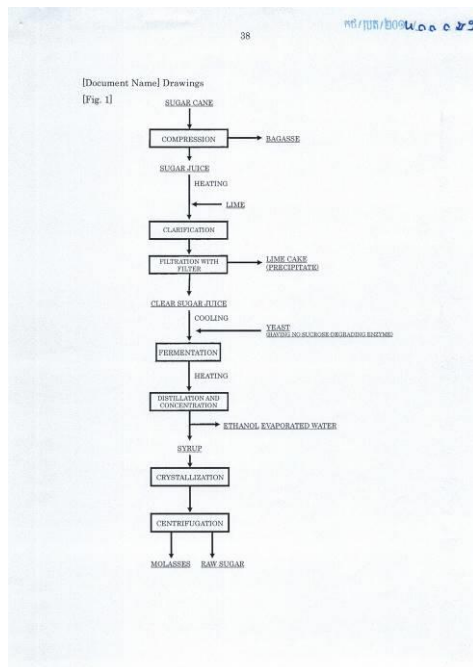 38
[Document Name] Drawings
[Fig. 1]
SUGAR CANE
COMPRESSION
BAGASSE
SUGAR JUICE
HEATING
LIME
CLARIFICATION
FILTRATION WITH
FILTER
LIME CAKE
(PRECIPITATE)
CLEAR SUGAR JUICE
COOLING
YEAST
(HAVING NO SUCROSE DEGRADING ENZYME)
FERMENTATION
HEATING
DISTILLATION AND
CONCENTRATION
ETHANOL EVAPORATED WATER
SYRUP
CRYSTALLIZATION
CENTRIFUGATION
MOLASSES RAW SUGAR